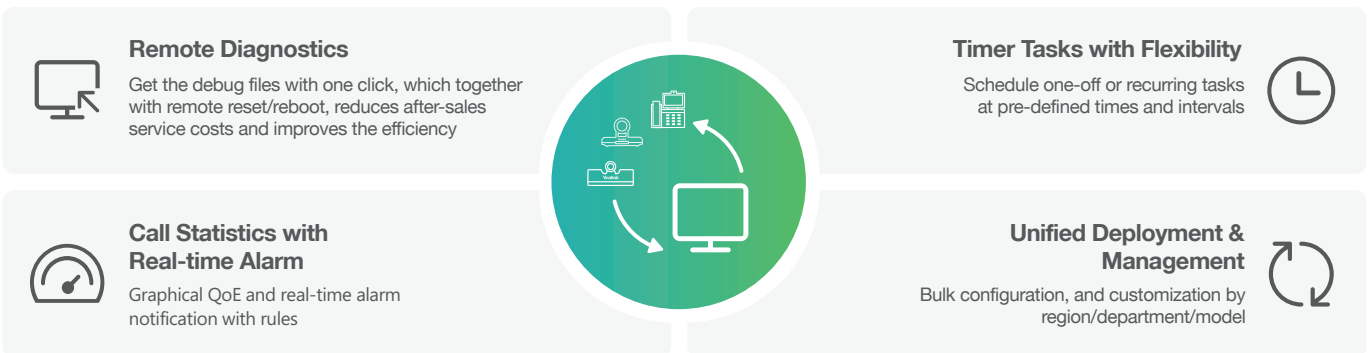 Remote Diagnostics
Get the debug files with one click, which together
with remote reset/reboot, reduces after-sales
service costs and improves the efficiency
Timer Tasks with Flexibility
Schedule one-off or recurring tasks
at pre-defined times and intervals
Yealink
Call Statistics with
Real-time Alarm
Graphical QoE and real-time alarm
notification with rules
Unified Deployment &
Management
Bulk configuration, and customization by
region/department/model